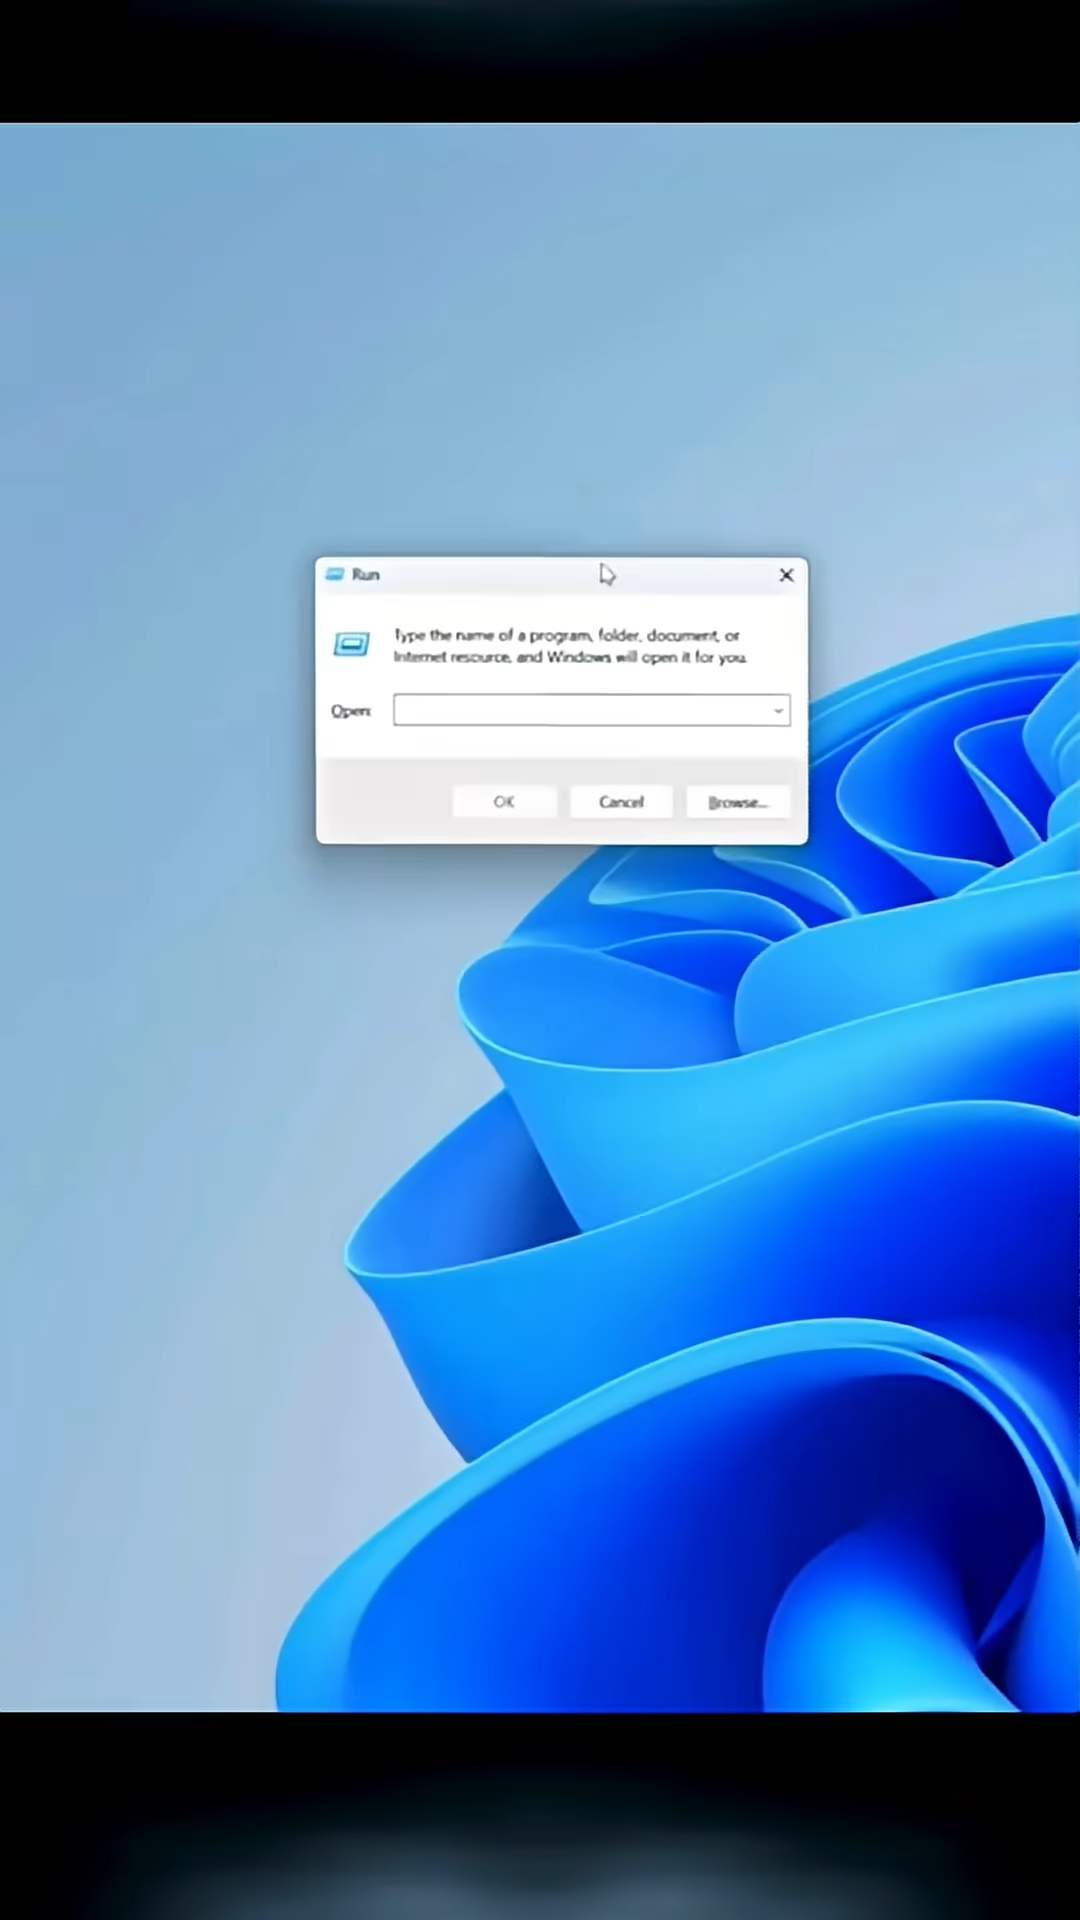 Run
Type the name of a program, folder, document, or
Internet resource, and Windows will open it for you.
Open:
OK
Cancel
Browse...